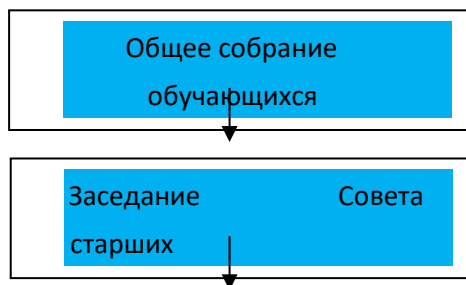 Общее собрание
обучающихся
Заседание Совета
старших